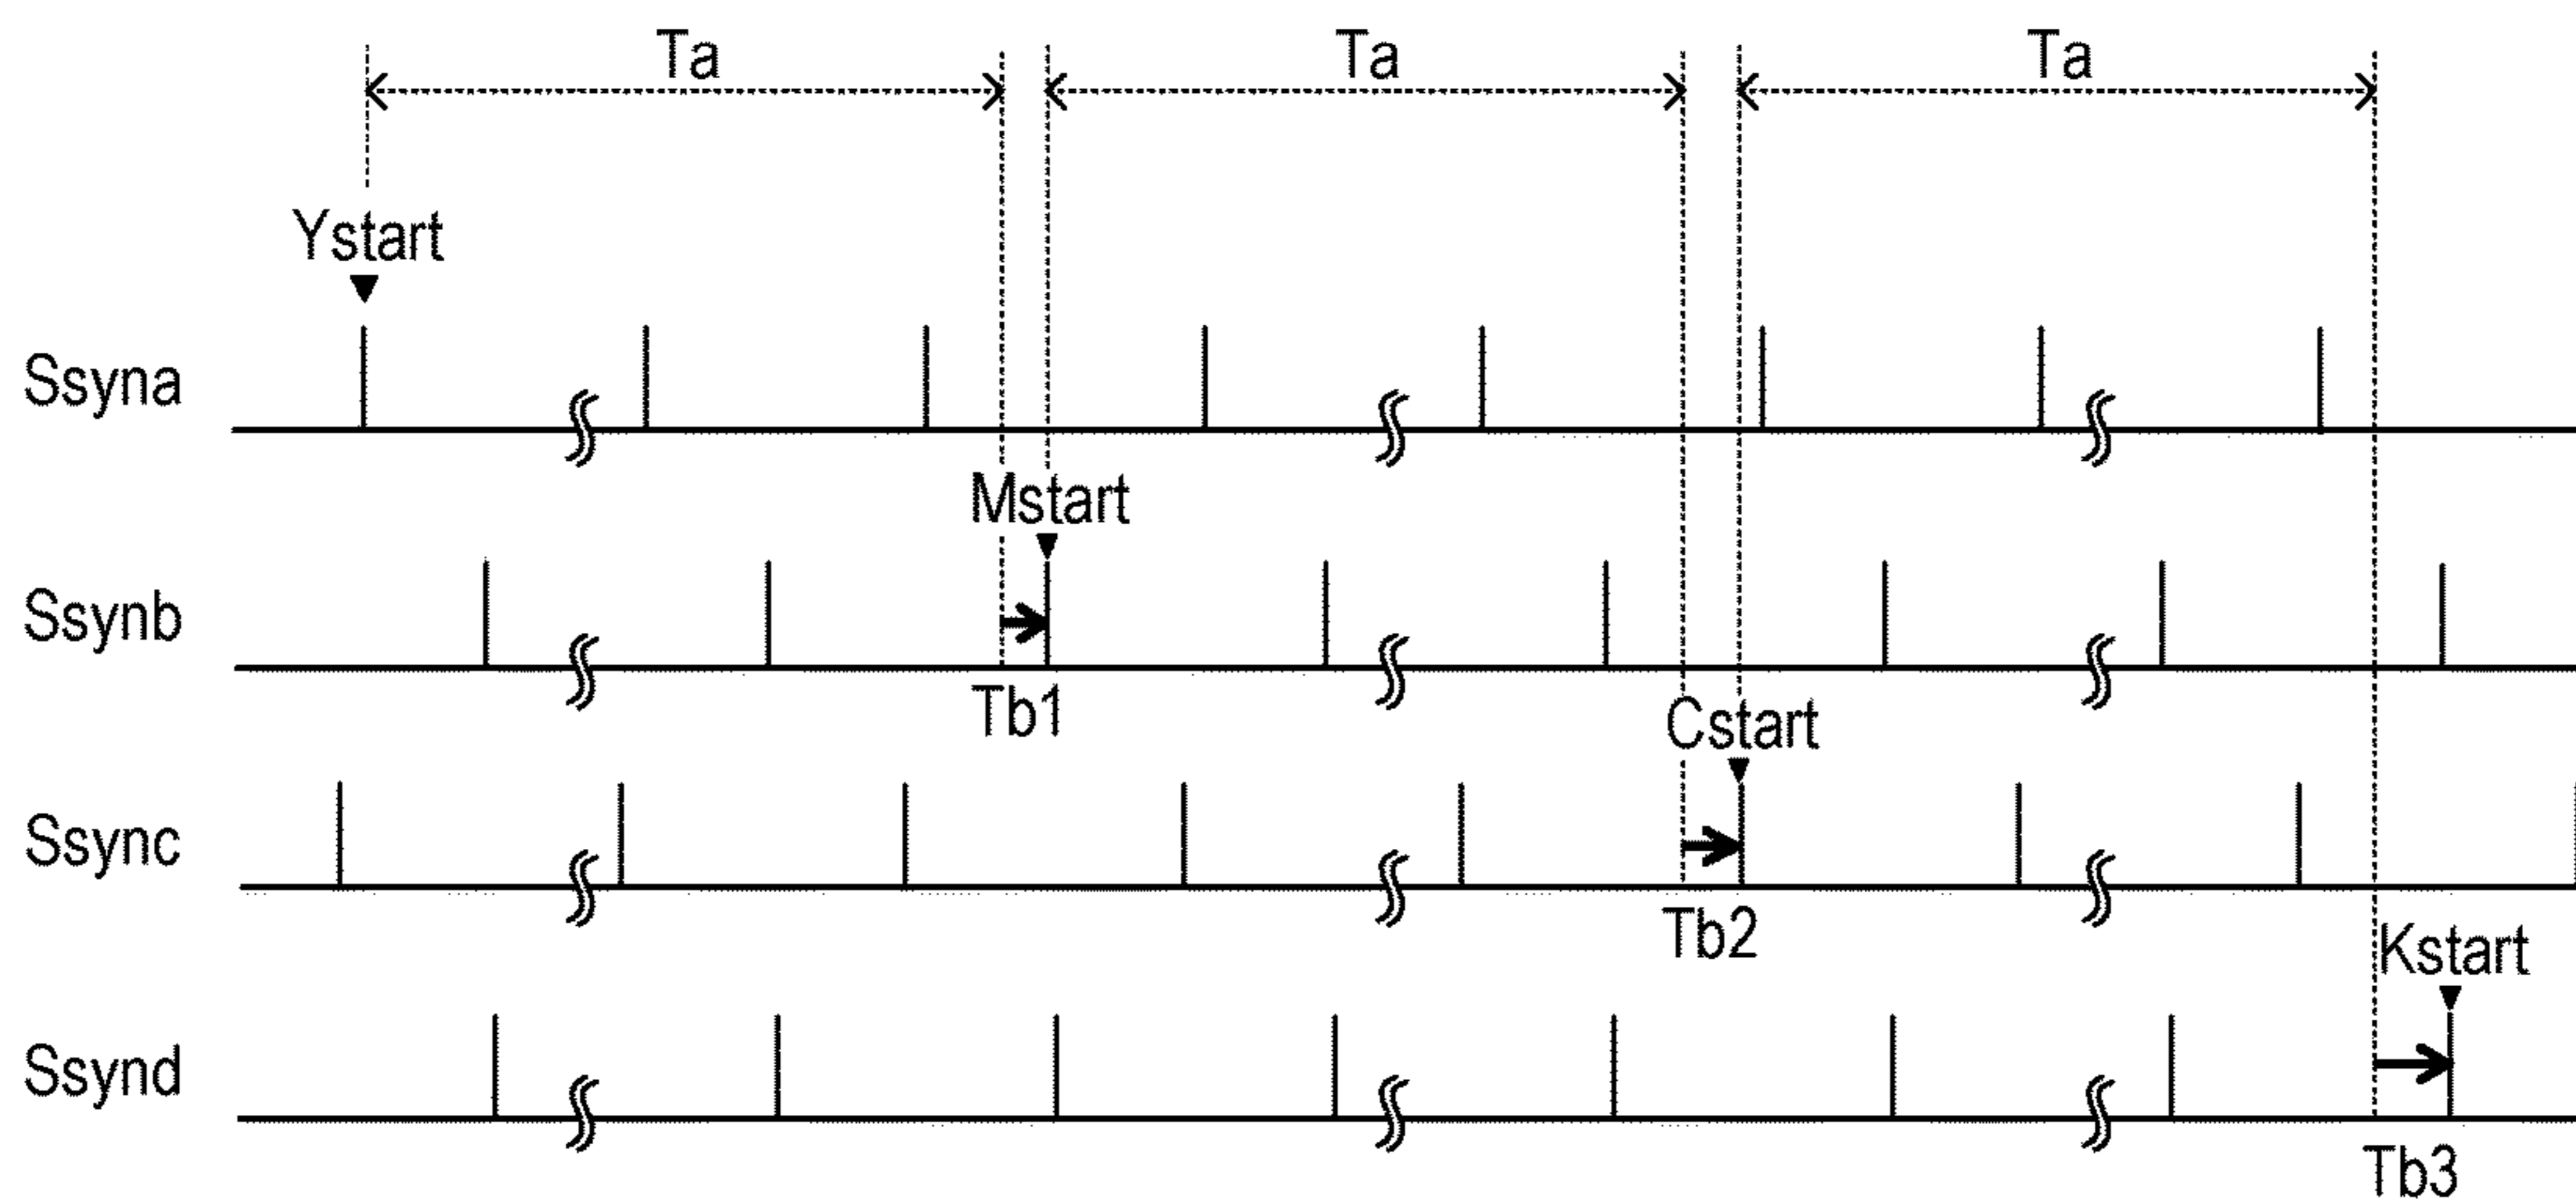 Ta Ta Ta
Ystart
Ssyna
Mstart
Ssynb
Tb1
Cstart
Ssync
Tb2
Kstart
Ssynd
Tb3